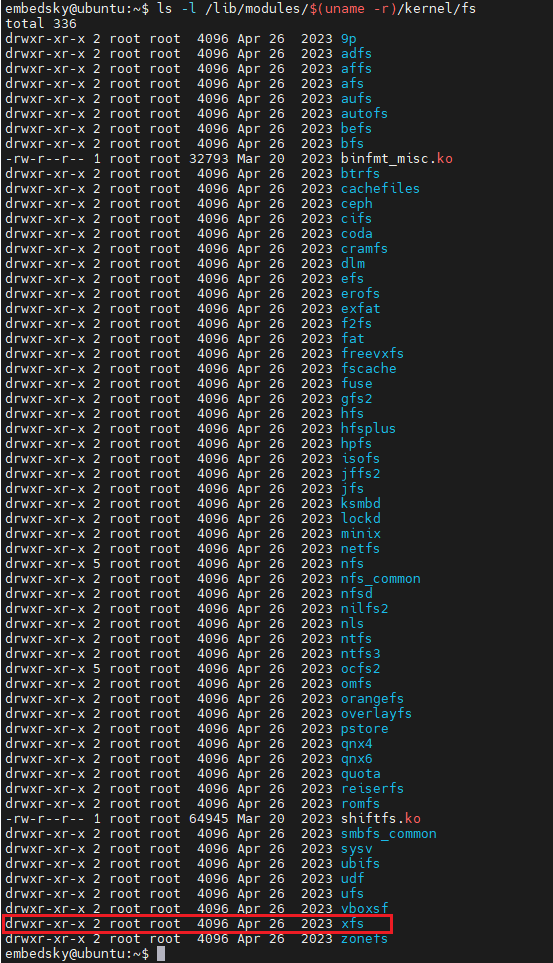 embedsky@ubuntu:~$ ls -l /lib/modules/$(uname -r)/kernel/fs
total 336
drwxr-xr-x 2 root root  4096 Apr 26  2023 9p
drwxr-xr-x 2 root root  4096 Apr 26  2023 adfs
drwxr-xr-x 2 root root  4096 Apr 26  2023 affs
drwxr-xr-x 2 root root  4096 Apr 26  2023 afs
drwxr-xr-x 2 root root  4096 Apr 26  2023 aufs
drwxr-xr-x 2 root root  4096 Apr 26  2023 autofs
drwxr-xr-x 2 root root  4096 Apr 26  2023 befs
drwxr-xr-x 2 root root  4096 Apr 26  2023 bfs
-rw-r--r-- 1 root root 32793 Mar 20  2023 binfmt_misc.ko
drwxr-xr-x 2 root root  4096 Apr 26  2023 btrfs
drwxr-xr-x 2 root root  4096 Apr 26  2023 cachefiles
drwxr-xr-x 2 root root  4096 Apr 26  2023 ceph
drwxr-xr-x 2 root root  4096 Apr 26  2023 cifs
drwxr-xr-x 2 root root  4096 Apr 26  2023 coda
drwxr-xr-x 2 root root  4096 Apr 26  2023 cramfs
drwxr-xr-x 2 root root  4096 Apr 26  2023 dlm
drwxr-xr-x 2 root root  4096 Apr 26  2023 efs
drwxr-xr-x 2 root root  4096 Apr 26  2023 erofs
drwxr-xr-x 2 root root  4096 Apr 26  2023 exfat
drwxr-xr-x 2 root root  4096 Apr 26  2023 f2fs
drwxr-xr-x 2 root root  4096 Apr 26  2023 fat
drwxr-xr-x 2 root root  4096 Apr 26  2023 freevxfs
drwxr-xr-x 2 root root  4096 Apr 26  2023 fscache
drwxr-xr-x 2 root root  4096 Apr 26  2023 fuse
drwxr-xr-x 2 root root  4096 Apr 26  2023 gfs2
drwxr-xr-x 2 root root  4096 Apr 26  2023 hfs
drwxr-xr-x 2 root root  4096 Apr 26  2023 hfsplus
drwxr-xr-x 2 root root  4096 Apr 26  2023 hpfs
drwxr-xr-x 2 root root  4096 Apr 26  2023 isofs
drwxr-xr-x 2 root root  4096 Apr 26  2023 jffs2
drwxr-xr-x 2 root root  4096 Apr 26  2023 jfs
drwxr-xr-x 2 root root  4096 Apr 26  2023 ksmbd
drwxr-xr-x 2 root root  4096 Apr 26  2023 lockd
drwxr-xr-x 2 root root  4096 Apr 26  2023 minix
drwxr-xr-x 2 root root  4096 Apr 26  2023 netfs
drwxr-xr-x 5 root root  4096 Apr 26  2023 nfs
drwxr-xr-x 2 root root  4096 Apr 26  2023 nfs_common
drwxr-xr-x 2 root root  4096 Apr 26  2023 nfsd
drwxr-xr-x 2 root root  4096 Apr 26  2023 nilfs2
drwxr-xr-x 2 root root  4096 Apr 26  2023 nls
drwxr-xr-x 2 root root  4096 Apr 26  2023 ntfs
drwxr-xr-x 2 root root  4096 Apr 26  2023 ntfs3
drwxr-xr-x 5 root root  4096 Apr 26  2023 ocfs2
drwxr-xr-x 2 root root  4096 Apr 26  2023 omfs
drwxr-xr-x 2 root root  4096 Apr 26  2023 orangefs
drwxr-xr-x 2 root root  4096 Apr 26  2023 overlayfs
drwxr-xr-x 2 root root  4096 Apr 26  2023 pstore
drwxr-xr-x 2 root root  4096 Apr 26  2023 qnx4
drwxr-xr-x 2 root root  4096 Apr 26  2023 qnx6
drwxr-xr-x 2 root root  4096 Apr 26  2023 quota
drwxr-xr-x 2 root root  4096 Apr 26  2023 reiserfs
drwxr-xr-x 2 root root  4096 Apr 26  2023 romfs
-rw-r--r-- 1 root root 64945 Mar 20  2023 shiftfs.ko
drwxr-xr-x 2 root root  4096 Apr 26  2023 smbfs_common
drwxr-xr-x 2 root root  4096 Apr 26  2023 sysv
drwxr-xr-x 2 root root  4096 Apr 26  2023 ubifs
drwxr-xr-x 2 root root  4096 Apr 26  2023 udf
drwxr-xr-x 2 root root  4096 Apr 26  2023 ufs
drwxr-xr-x 2 root root  4096 Apr 26  2023 vboxsf
drwxr-xr-x 2 root root  4096 Apr 26  2023 xfs
drwxr-xr-x 2 root root  4096 Apr 26  2023 zonefs
embedsky@ubuntu:~$